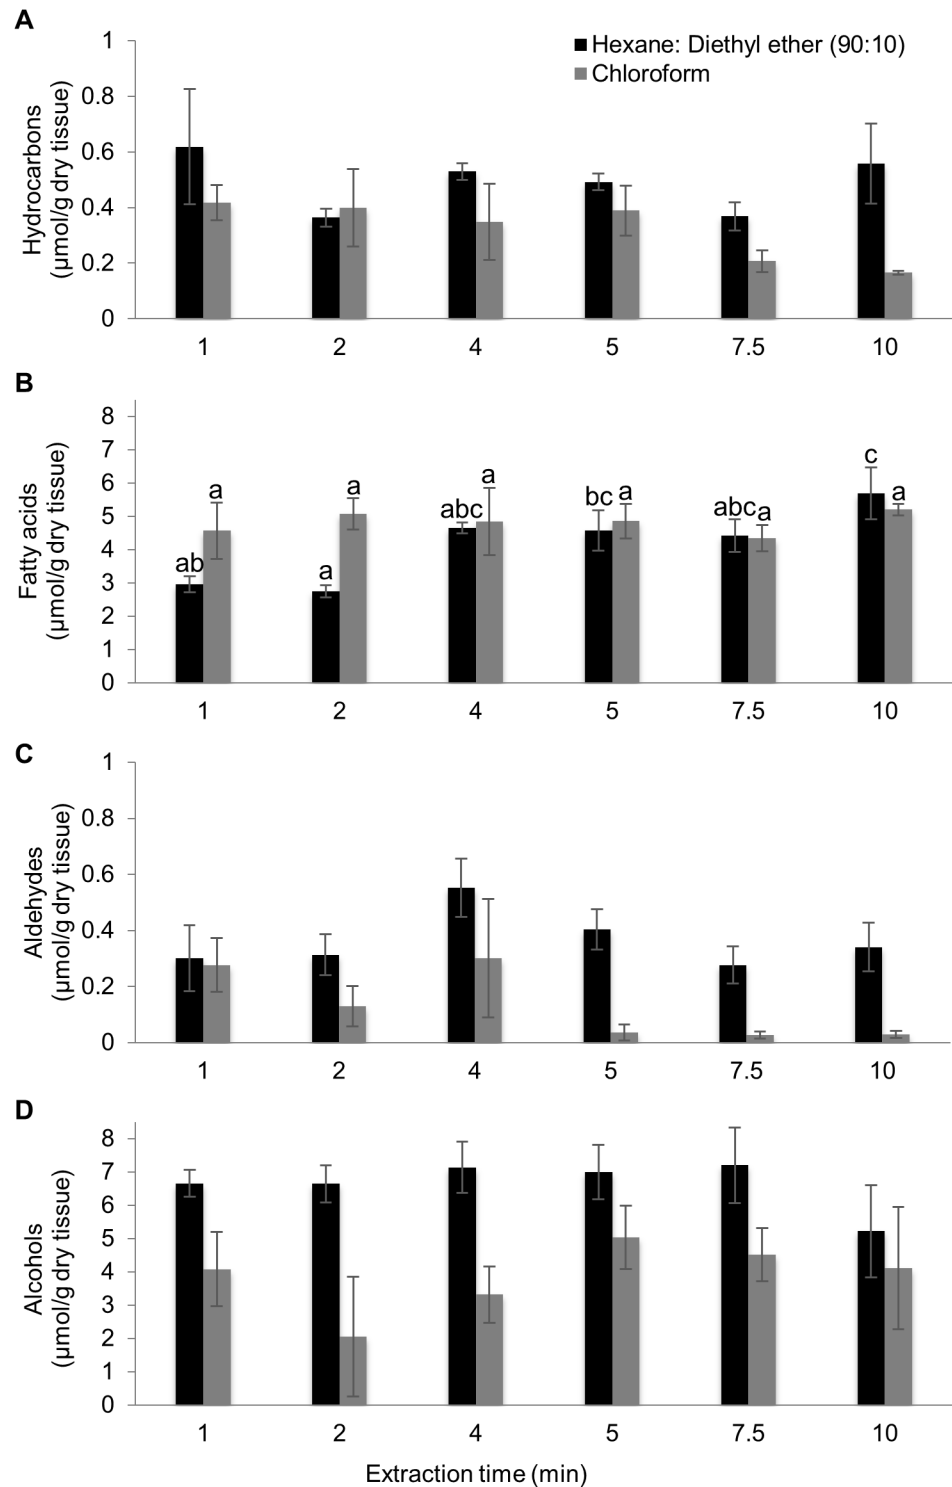 A
1
0.8
0.6
0.4
0.2
0
Hydrocarbons
(µmol/g dry tissue)
Hexane: Diethyl ether (90:10)
Chloroform
1 2 4 5 7.5 10
B
8
7
6
5
4
3
2
1
0
Fatty acids
(µmol/g dry tissue)
ab a a a abc a bc a abc a c a
1 2 4 5 7.5 10
C
1
0.8
0.6
0.4
0.2
0
Aldehydes
(µmol/g dry tissue)
1 2 4 5 7.5 10
D
8
7
6
5
4
3
2
1
0
Alcohols
(µmol/g dry tissue)
1 2 4 5 7.5 10
Extraction time (min)